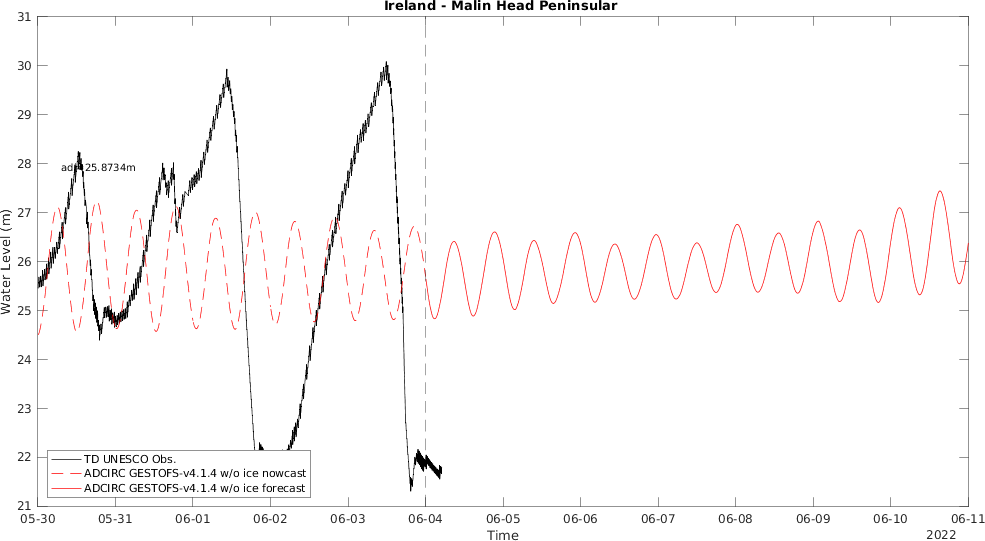 Ireland - Malin Head Peninsular
31
30
29
28
27
26
25
24
23
22
21
Water Level (m)
25.8734m
TD UNESCO Obs.
ADCIRC GESTOFS-v4.1.4 w/o ice nowcast
ADCIRC GESTOFS-v4.1.4 w/o ice forecast
05-30 05-31 06-01 06-02 06-03 06-04 06-05 06-06 06-07 06-08 06-09 06-10 06-11
Time
2022